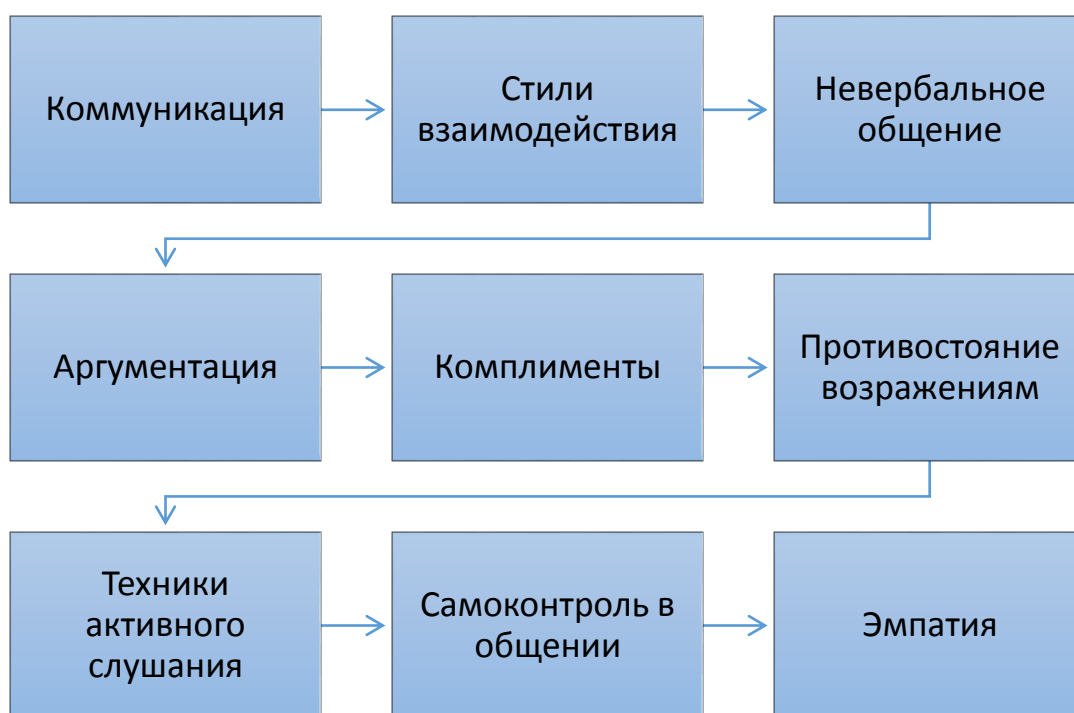 Коммуникация
Стили
взаимодействия
Невербальное
общение
Аргументация
Комплименты
Противостояние
возражениям
Техники
активного
слушания
Самоконтроль в
общении
Эмпатия